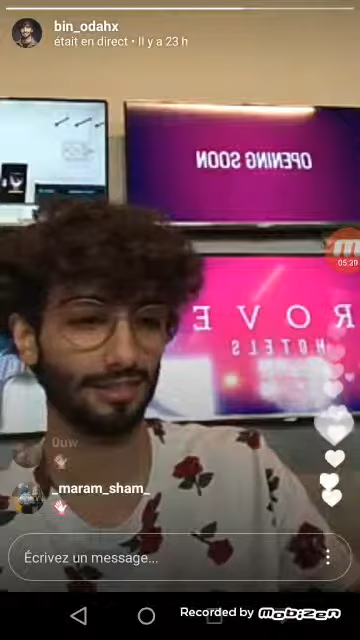 bin_odahx
était en direct • Il y a 23 h
OPENING SOON
05:39
ROVE
HOTELS
0uw
👋🏻
_maram_sham_
👋🏻
Écrivez un message...
Recorded by mobizen